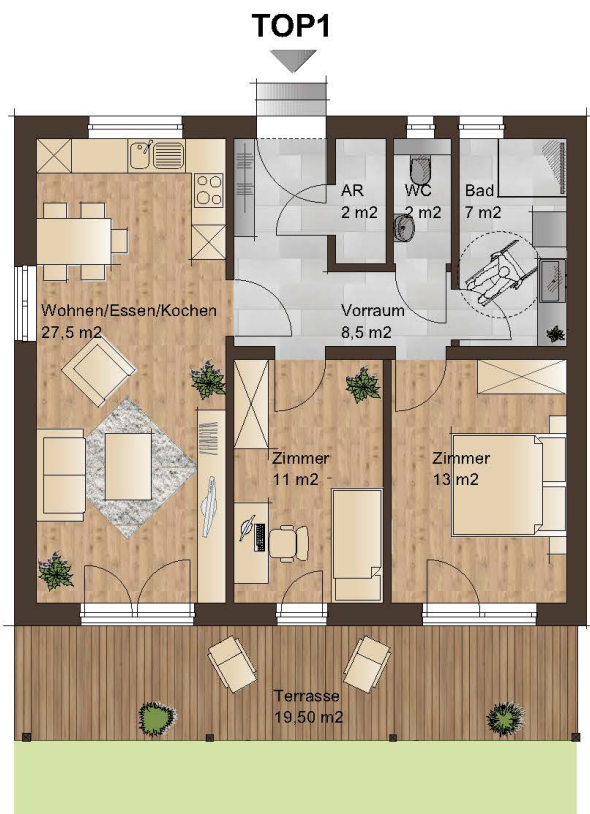 TOP1
AR
2 m2
WC
2 m2
Bad
7 m2
Wohnen/Essen/Kochen
27,5 m2
Vorraum
8,5 m2
Zimmer
11 m2
Zimmer
13 m2
Terrasse
19,50 m2